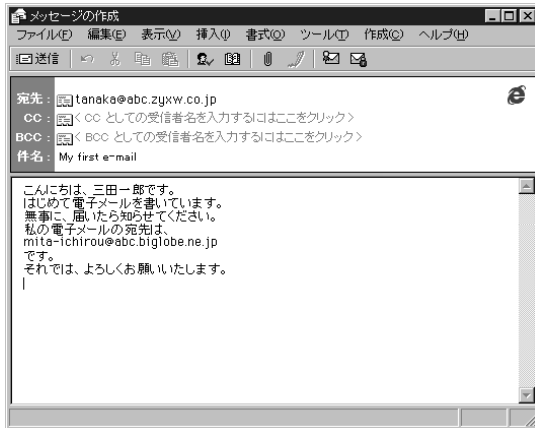 メッセージの作成
ファイル(F) 編集(E) 表示(V) 挿入(I) 書式(O) ツール(T) 作成(C) ヘルプ(H)
送信
宛先: tanaka@abc.zyxw.co.jp
CC: < CC としての受信者名を入力するにはここをクリック>
BCC: < BCC としての受信者名を入力するにはここをクリック>
件名: My first e-mail
こんにちは、三田一郎です。
はじめて電子メールを書いています。
無事に、届いたら知らせてください。
私の電子メールの宛先は、
mita-ichirou@abc.biglobe.ne.jp
です。
それでは、よろしくお願いいたします。